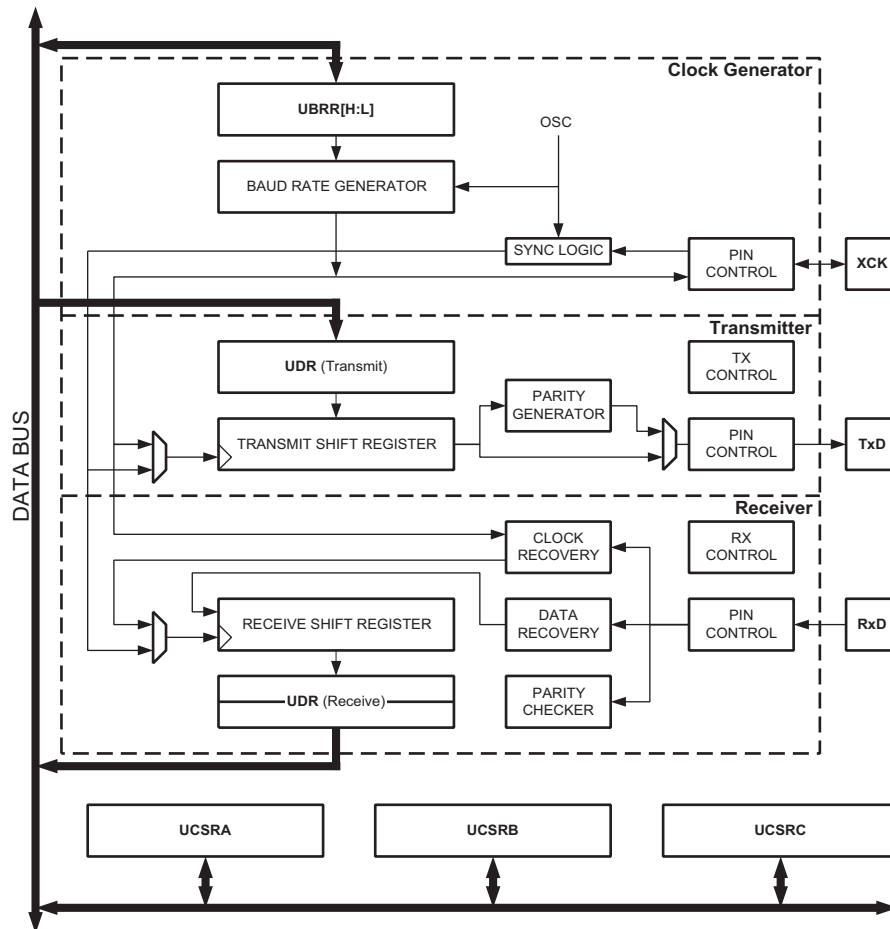 Clock Generator
UBRR[H:L]
OSC
BAUD RATE GENERATOR
SYNC LOGIC
PIN
CONTROL
XCK
Transmitter
UDR (Transmit)
TX
CONTROL
PARITY
GENERATOR
TRANSMIT SHIFT REGISTER
PIN
CONTROL
TxD
DATA BUS
Receiver
CLOCK
RECOVERY
RX
CONTROL
RECEIVE SHIFT REGISTER
DATA
RECOVERY
PIN
CONTROL
RxD
UDR (Receive)
PARITY
CHECKER
UCSRA
UCSRB
UCSRC